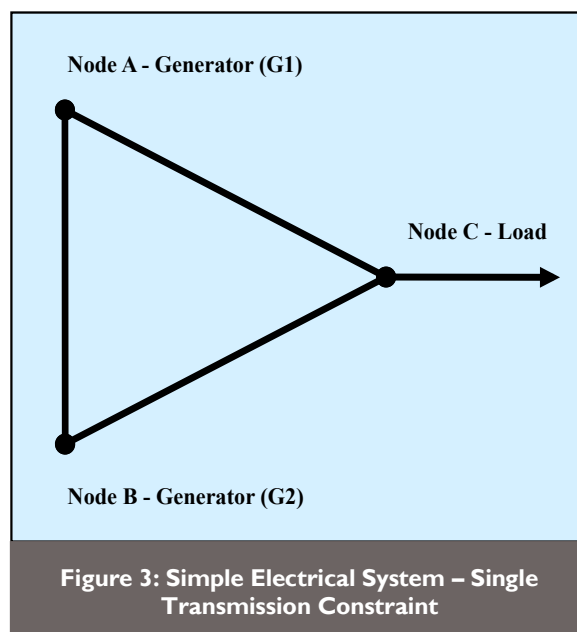 Node A - Generator (G1)
Node C - Load
Node B - Generator (G2)
Figure 3: Simple Electrical System – Single
Transmission Constraint